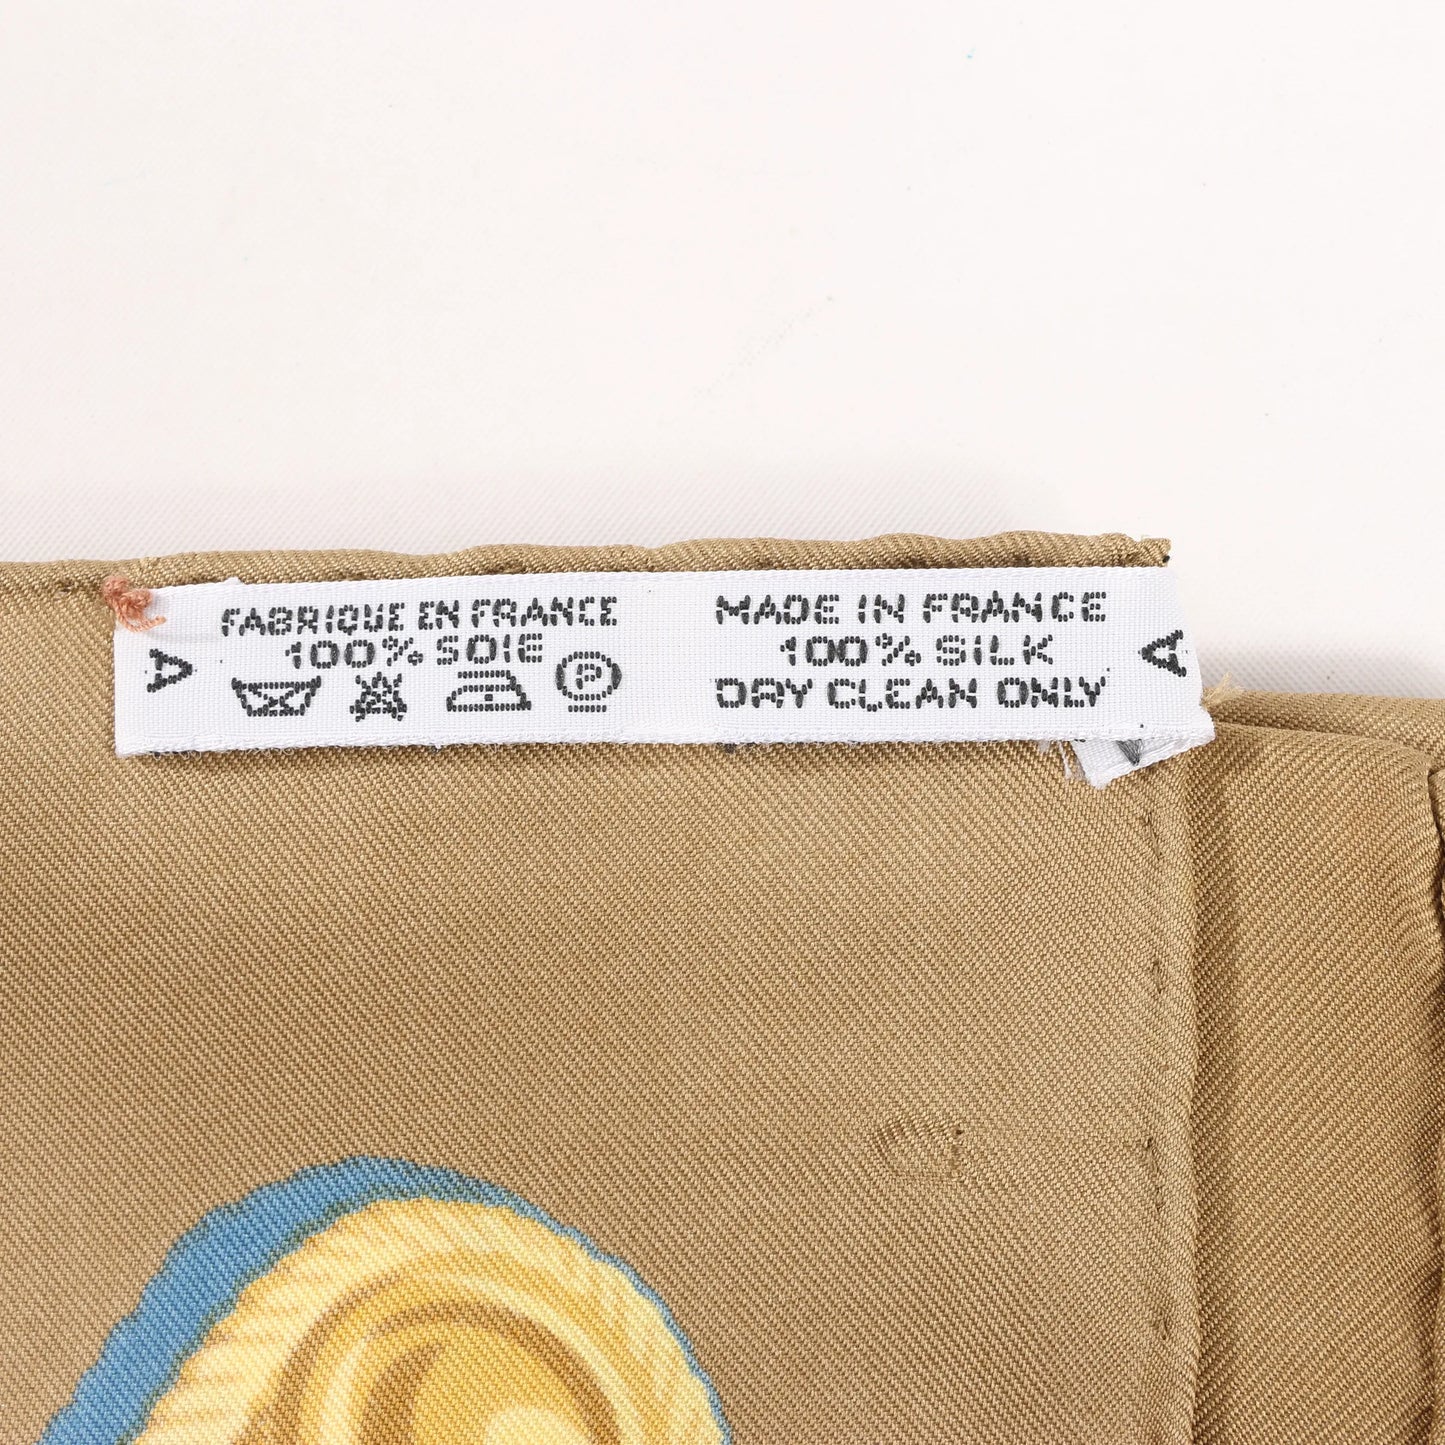 FABRIQUE EN FRANCE
100% SOIE
P
MADE IN FRANCE
100% SILK
DRY CLEAN ONLY
A
A